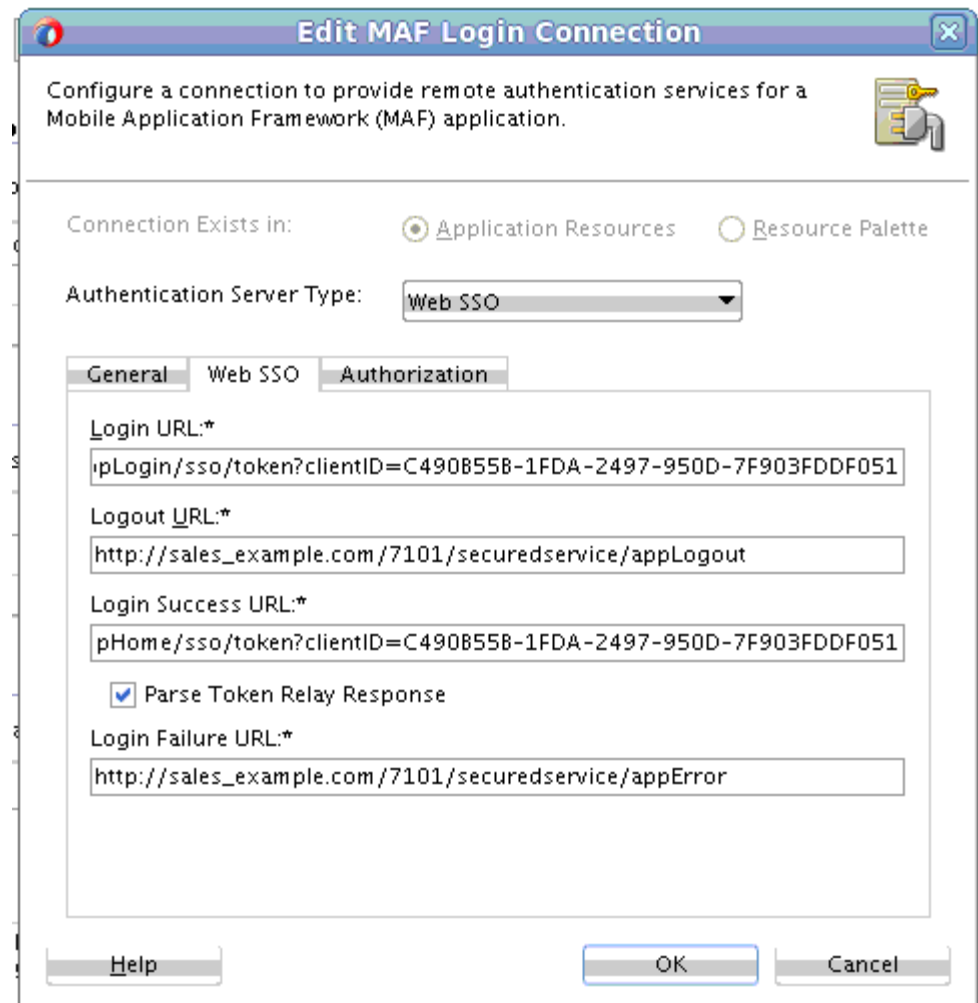 Edit MAF Login Connection
Configure a connection to provide remote authentication services for a
Mobile Application Framework (MAF) application.
Connection Exists in: Application Resources Resource Palette
Authentication Server Type: Web SSO
General Web SSO Authorization
Login URL:*
pLogin/sso/token?clientID=C490B55B-1FDA-2497-950D-7F903FDDF051
Logout URL:*
http://sales_example.com/7101/securedservice/appLogout
Login Success URL:*
pHome/sso/token?clientID=C490B55B-1FDA-2497-950D-7F903FDDF051
Parse Token Relay Response
Login Failure URL:*
http://sales_example.com/7101/securedservice/appError
Help OK Cancel